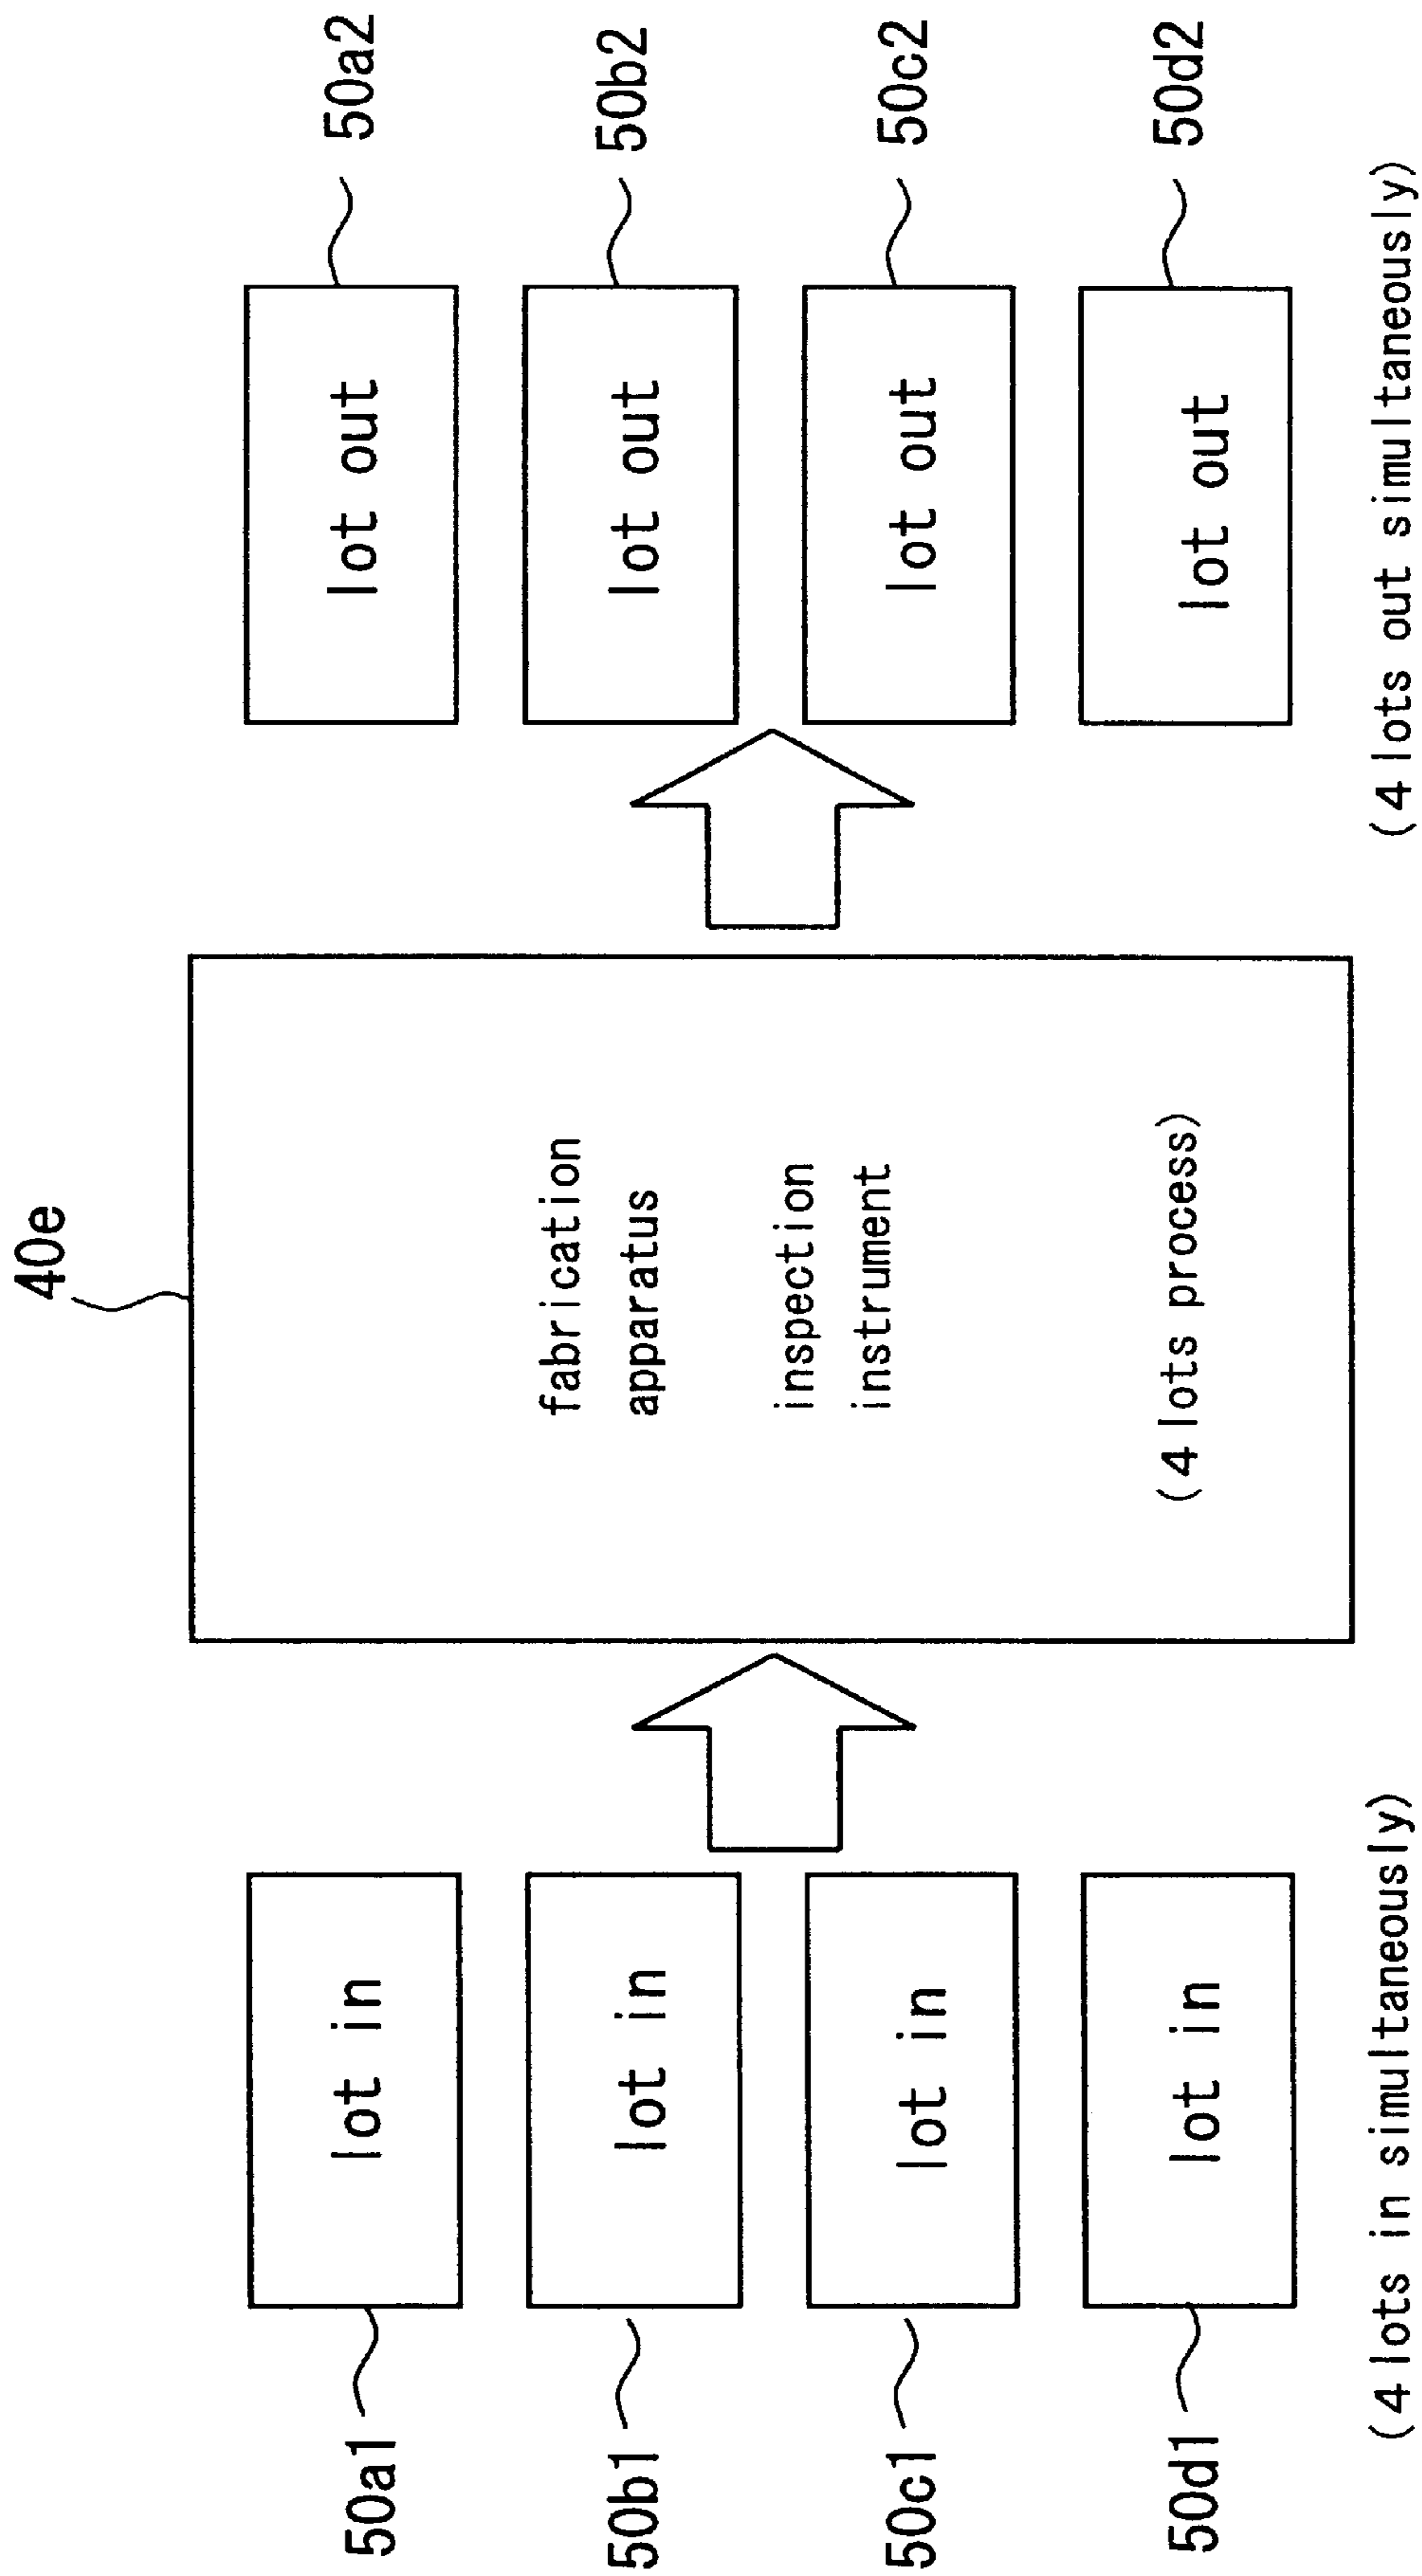 40e
lot in
lot in
lot in
lot in
50a1
50b1
50c1
50d1
(4 lots in simultaneously)
fabrication
apparatus
inspection
instrument
(4 lots process)
lot out
lot out
lot out
lot out
50a2
50b2
50c2
50d2
(4 lots out simultaneously)